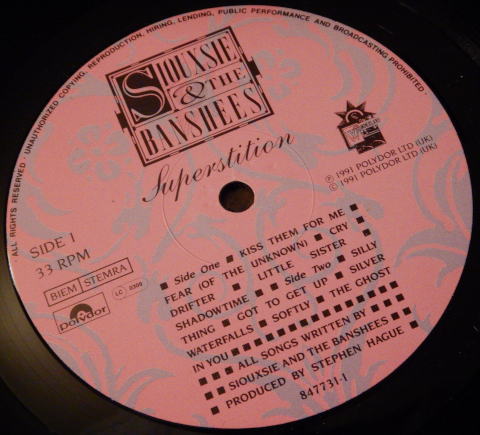 ALL RIGHTS RESERVED · UNAUTHORIZED COPYING, REPRODUCTION, HIRING, LENDING, PUBLIC PERFORMANCE AND BROADCASTING PROHIBITED ·
SIOUXSIE
& THE
BANSHEES
Superstition
℗ 1991 POLYDOR LTD (UK)
© 1991 POLYDOR LTD (UK)
SIDE 1
33 RPM
BIEM STEMRA
polydor
LC 0309
■ Side One ■ KISS THEM FOR ME ■
FEAR (OF THE UNKNOWN) ■ CRY ■
DRIFTER ■ LITTLE SISTER ■
SHADOWTIME ■ ■ Side Two ■ SILLY
THING ■ GOT TO GET UP ■ SILVER
WATERFALLS ■ SOFTLY ■ THE GHOST
IN YOU ■ ■ ■ ■ ■ ■ ■ ■ ■ ■ ■ ■
■ ■ ■ ALL SONGS WRITTEN BY ■ ■ ■
■ SIOUXSIE AND THE BANSHEES ■ ■
■ PRODUCED BY STEPHEN HAGUE ■
847731-1